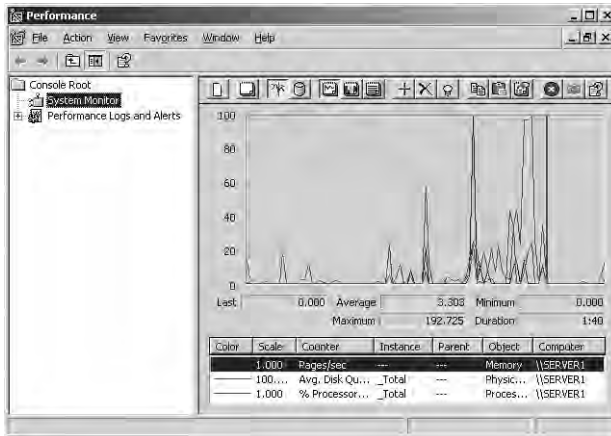 Performance
File Action View Favorites Window Help
Console Root
System Monitor
Performance Logs and Alerts
100
80
60
40
20
0
Last 0.000 Average 3.303 Minimum 0.000
Maximum 192.725 Duration 1:40
Color Scale Counter Instance Parent Object Computer
1.000 Pages/sec --- --- Memory \\SERVER1
100.... Avg. Disk Qu... _Total --- Physic... \\SERVER1
1.000 % Processor... _Total --- Proces... \\SERVER1